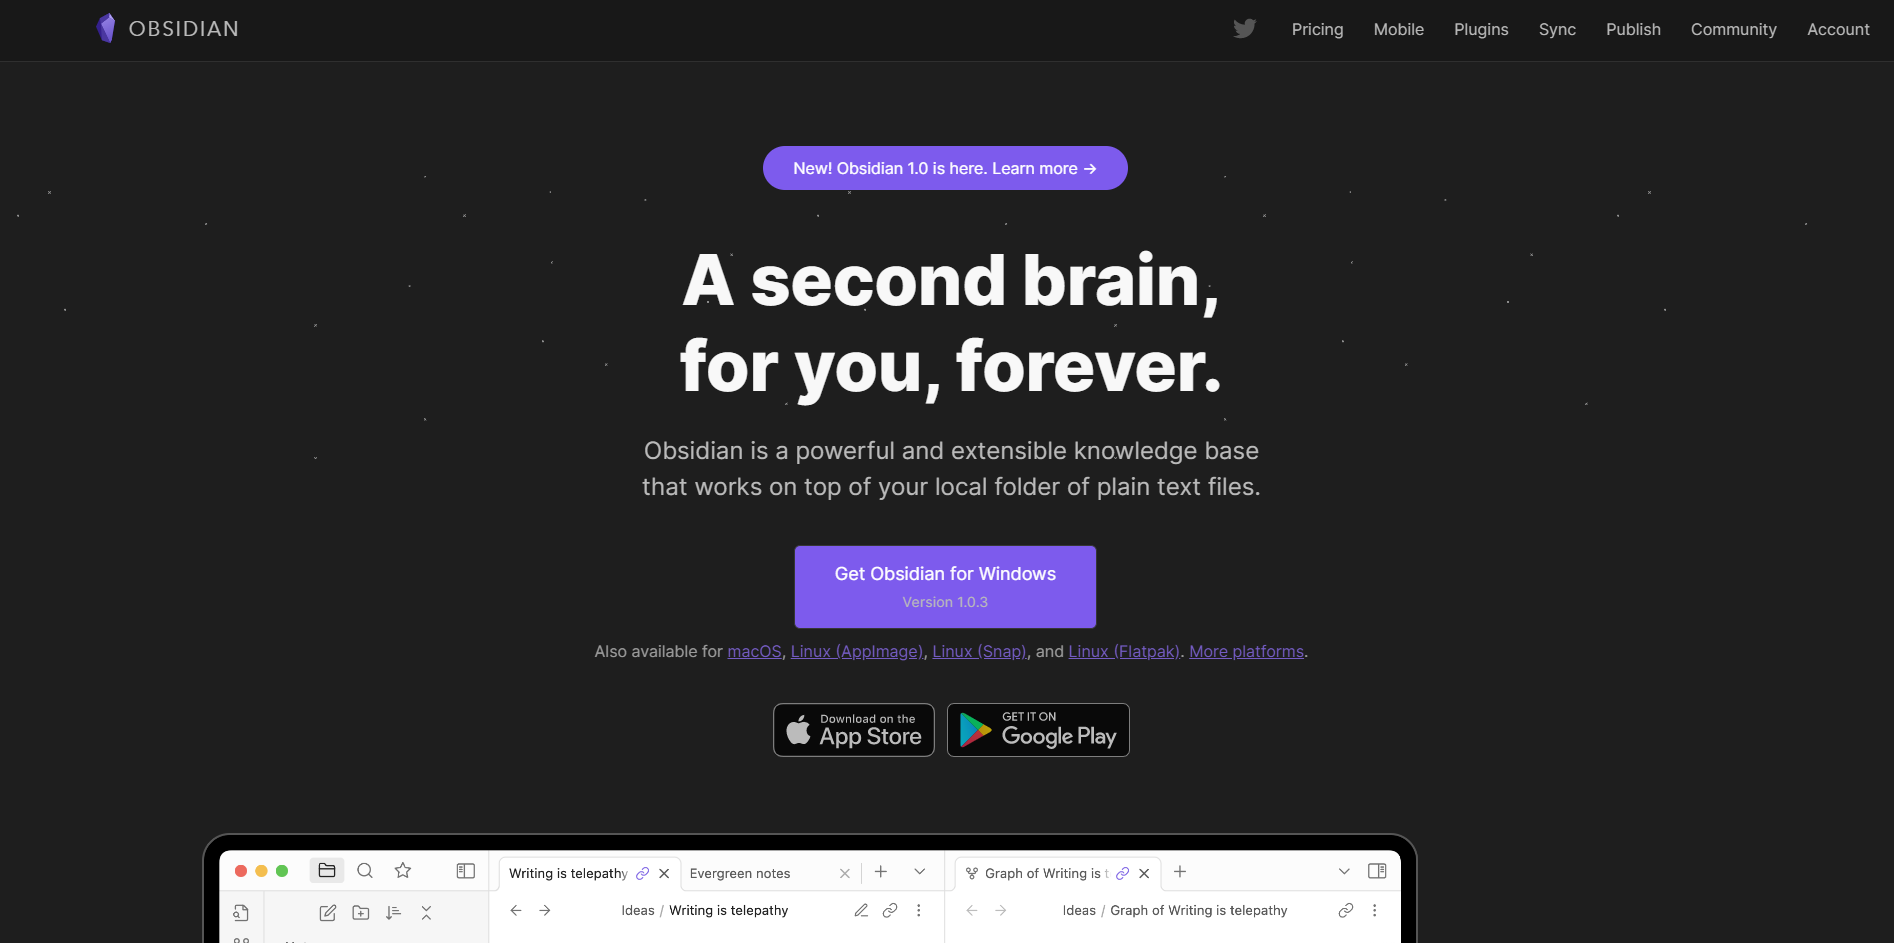 OBSIDIAN
Pricing Mobile Plugins Sync Publish Community Account
New! Obsidian 1.0 is here. Learn more →
A second brain,
for you, forever.
Obsidian is a powerful and extensible knowledge base
that works on top of your local folder of plain text files.
Get Obsidian for Windows
Version 1.0.3
Also available for macOS, Linux (AppImage), Linux (Snap), and Linux (Flatpak). More platforms.
Download on the
App Store
GET IT ON
Google Play
Writing is telepathy Evergreen notes
Graph of Writing is t
Ideas / Writing is telepathy
Ideas / Graph of Writing is telepathy